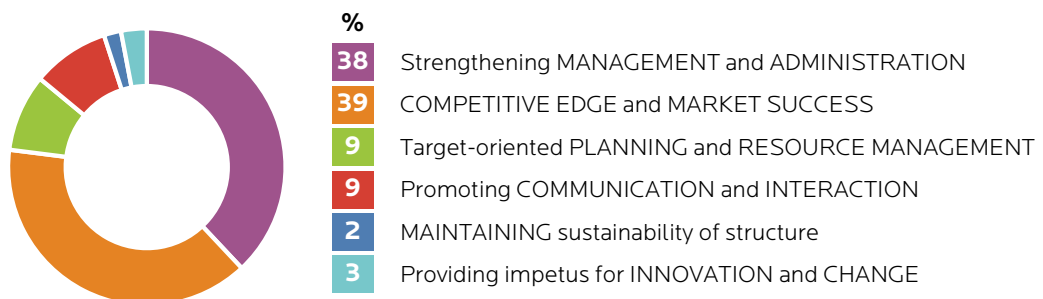 %
38 Strengthening MANAGEMENT and ADMINISTRATION
39 COMPETITIVE EDGE and MARKET SUCCESS
9 Target-oriented PLANNING and RESOURCE MANAGEMENT
9 Promoting COMMUNICATION and INTERACTION
2 MAINTAINING sustainability of structure
3 Providing impetus for INNOVATION and CHANGE